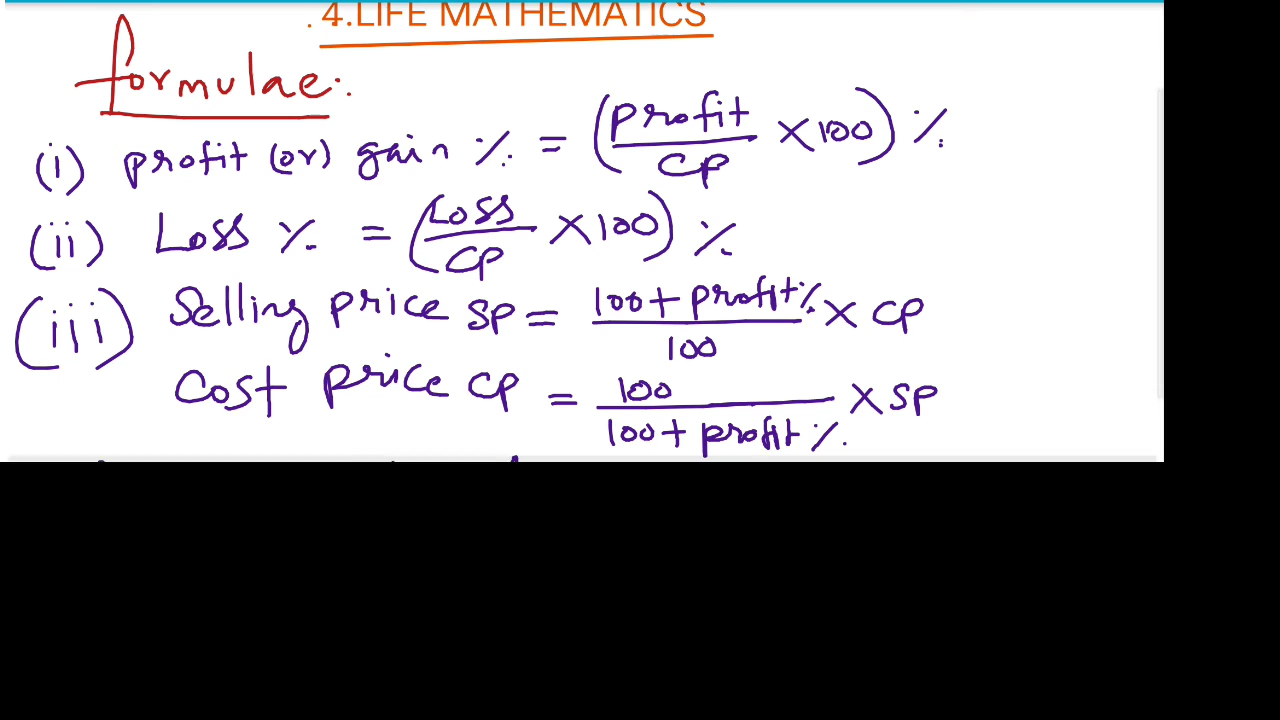 . 4.LIFE MATHEMATICS
formulae:
(i) profit (or) gain % = (profit/CP × 100) %
(ii) Loss % = (Loss/CP × 100) %
(iii) Selling price SP = 100 + profit%/100 × CP
Cost price CP = 100/100 + profit% × SP